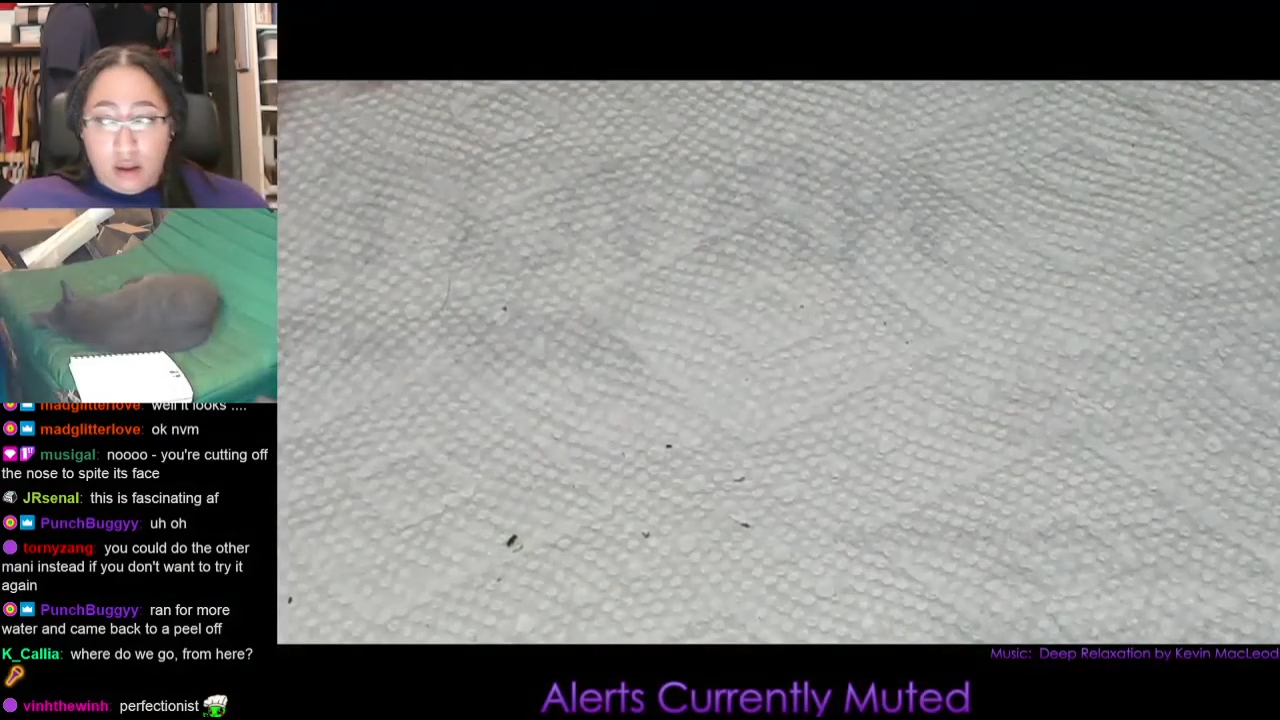 madglitterlove: well it looks ....
madglitterlove: ok nvm
musigal: noooo - you're cutting off
the nose to spite its face
JRsenal: this is fascinating af
PunchBuggyy: uh oh
tornyzang: you could do the other
mani instead if you don't want to try it
again
PunchBuggyy: ran for more
water and came back to a peel off
K_Callia: where do we go, from here?
vinhthewinh: perfectionist
Music: Deep Relaxation by Kevin MacLeod
Alerts Currently Muted